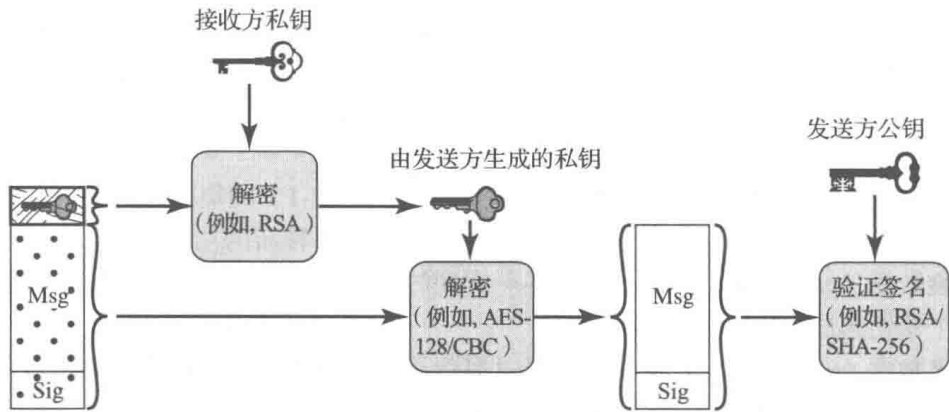 接收方私钥
发送方公钥
由发送方生成的私钥
解密
(例如, RSA)
Msg
Sig
解密
(例如, AES-
128/CBC)
Msg
Sig
验证签名
(例如, RSA/
SHA-256)